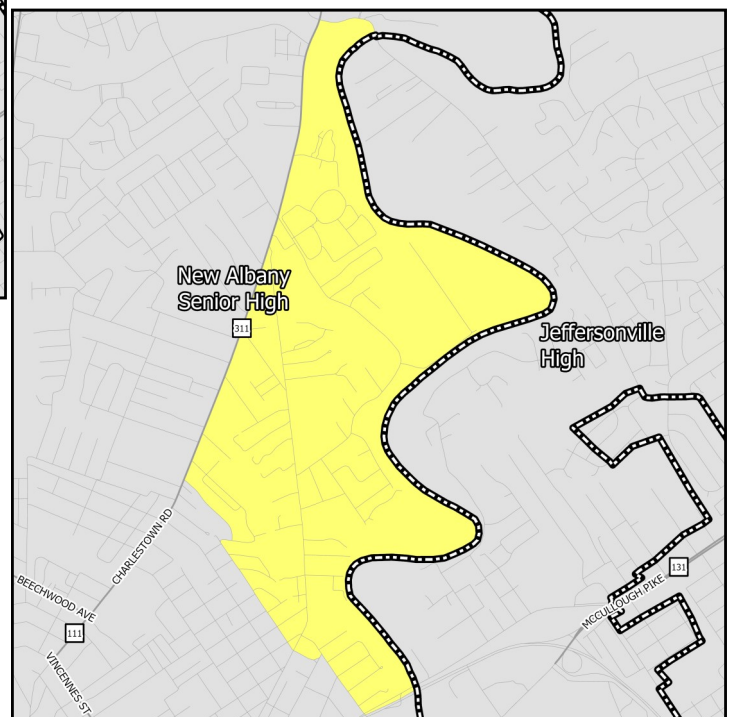 New Albany
Senior High
311
Jeffersonville
High
CHARLESTOWN RD
131
MCCULLOUGH PIKE
BEECHWOOD AVE
111
VINCENNES ST